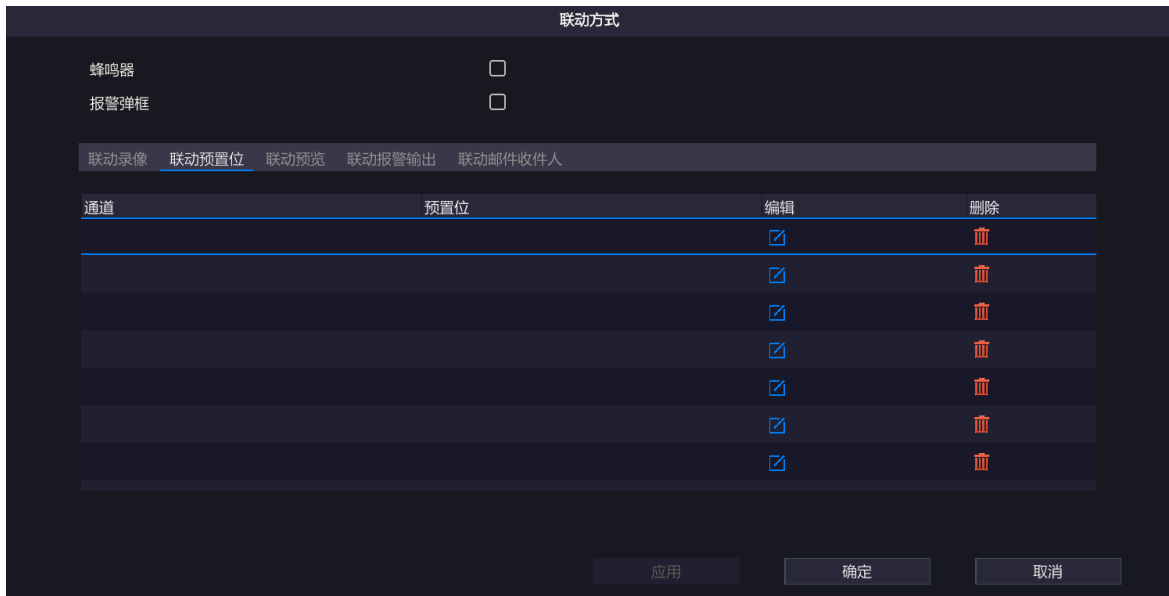 联动方式
蜂鸣器
报警弹框
联动录像 联动预置位 联动预览 联动报警输出 联动邮件收件人
通道 预置位 编辑 删除
应用 确定 取消